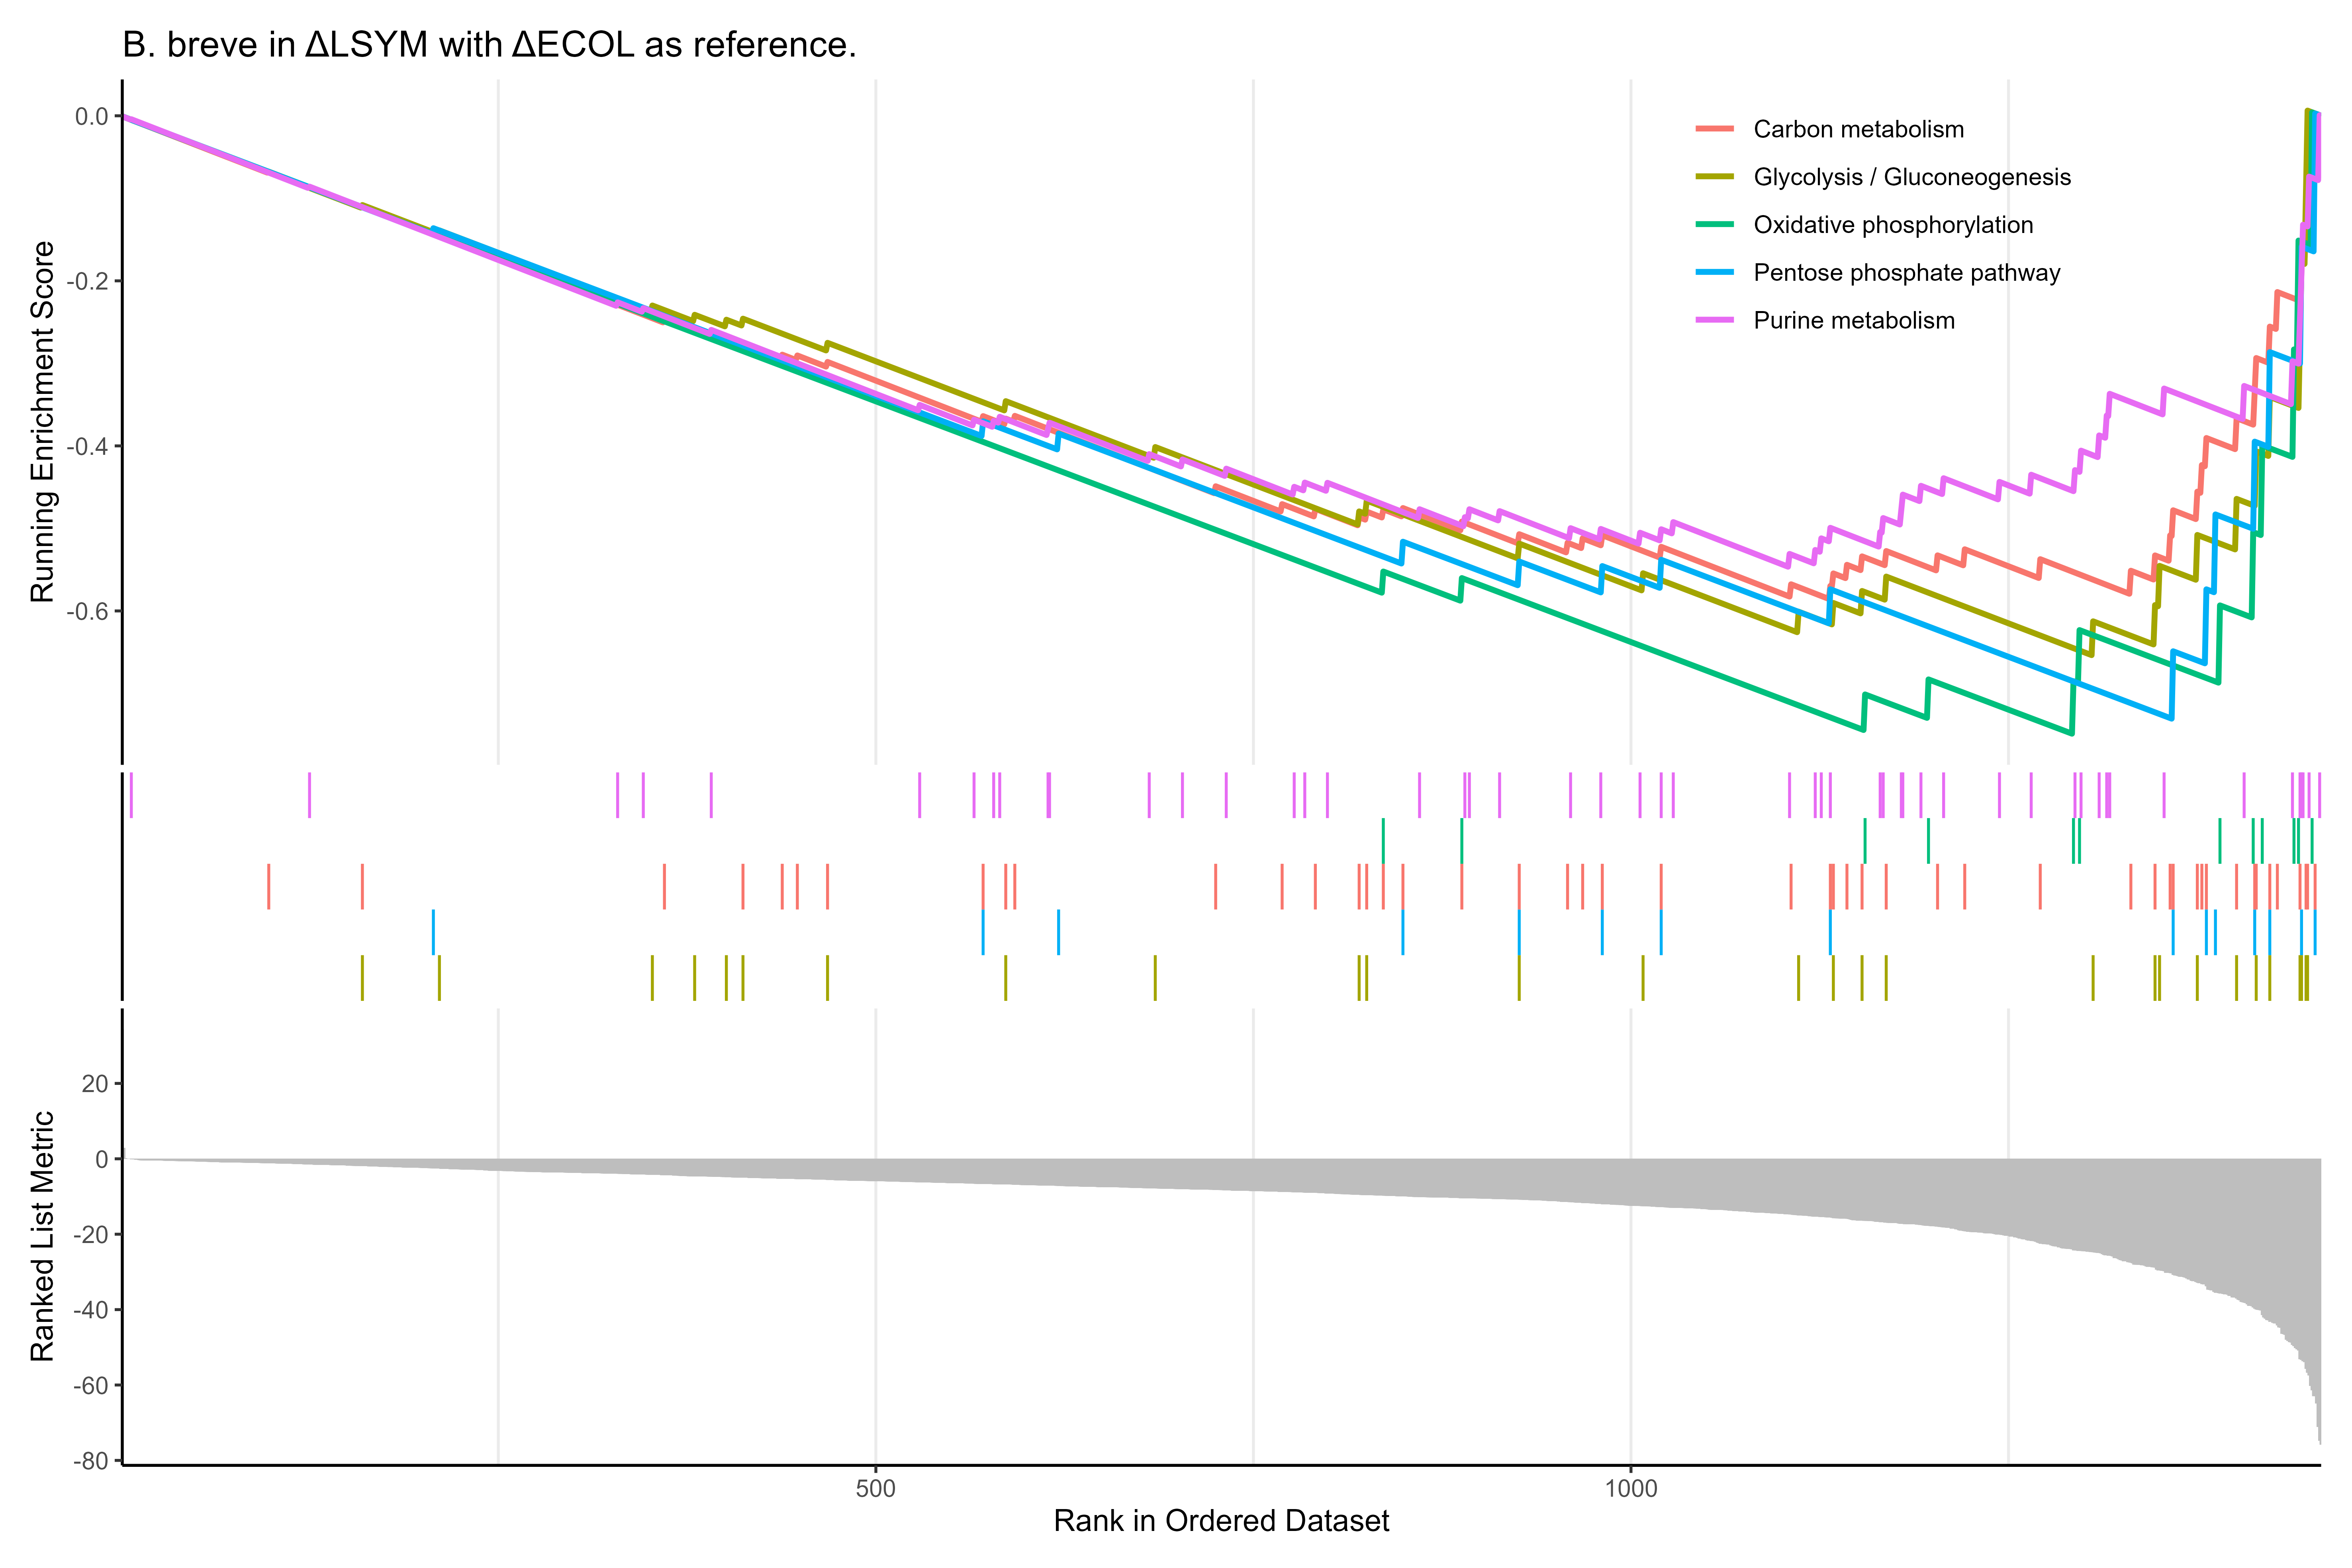 B. breve in ΔLSYM with ΔECOL as reference.
Running Enrichment Score
0.0
-0.2
-0.4
-0.6
Carbon metabolism
Glycolysis / Gluconeogenesis
Oxidative phosphorylation
Pentose phosphate pathway
Purine metabolism
Ranked List Metric
20
0
-20
-40
-60
-80
500
1000
Rank in Ordered Dataset